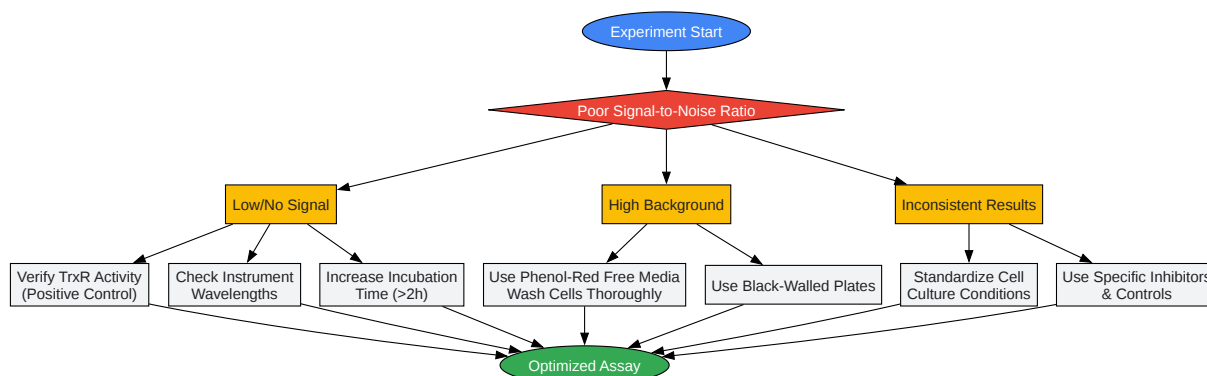 Experiment Start
Poor Signal-to-Noise Ratio
Low/No Signal
High Background
Inconsistent Results
Verify TrxR Activity
(Positive Control)
Check Instrument
Wavelengths
Increase Incubation
Time (>2h)
Use Phenol-Red Free Media
Wash Cells Thoroughly
Use Black-Walled Plates
Standardize Cell
Culture Conditions
Use Specific Inhibitors
& Controls
Optimized Assay